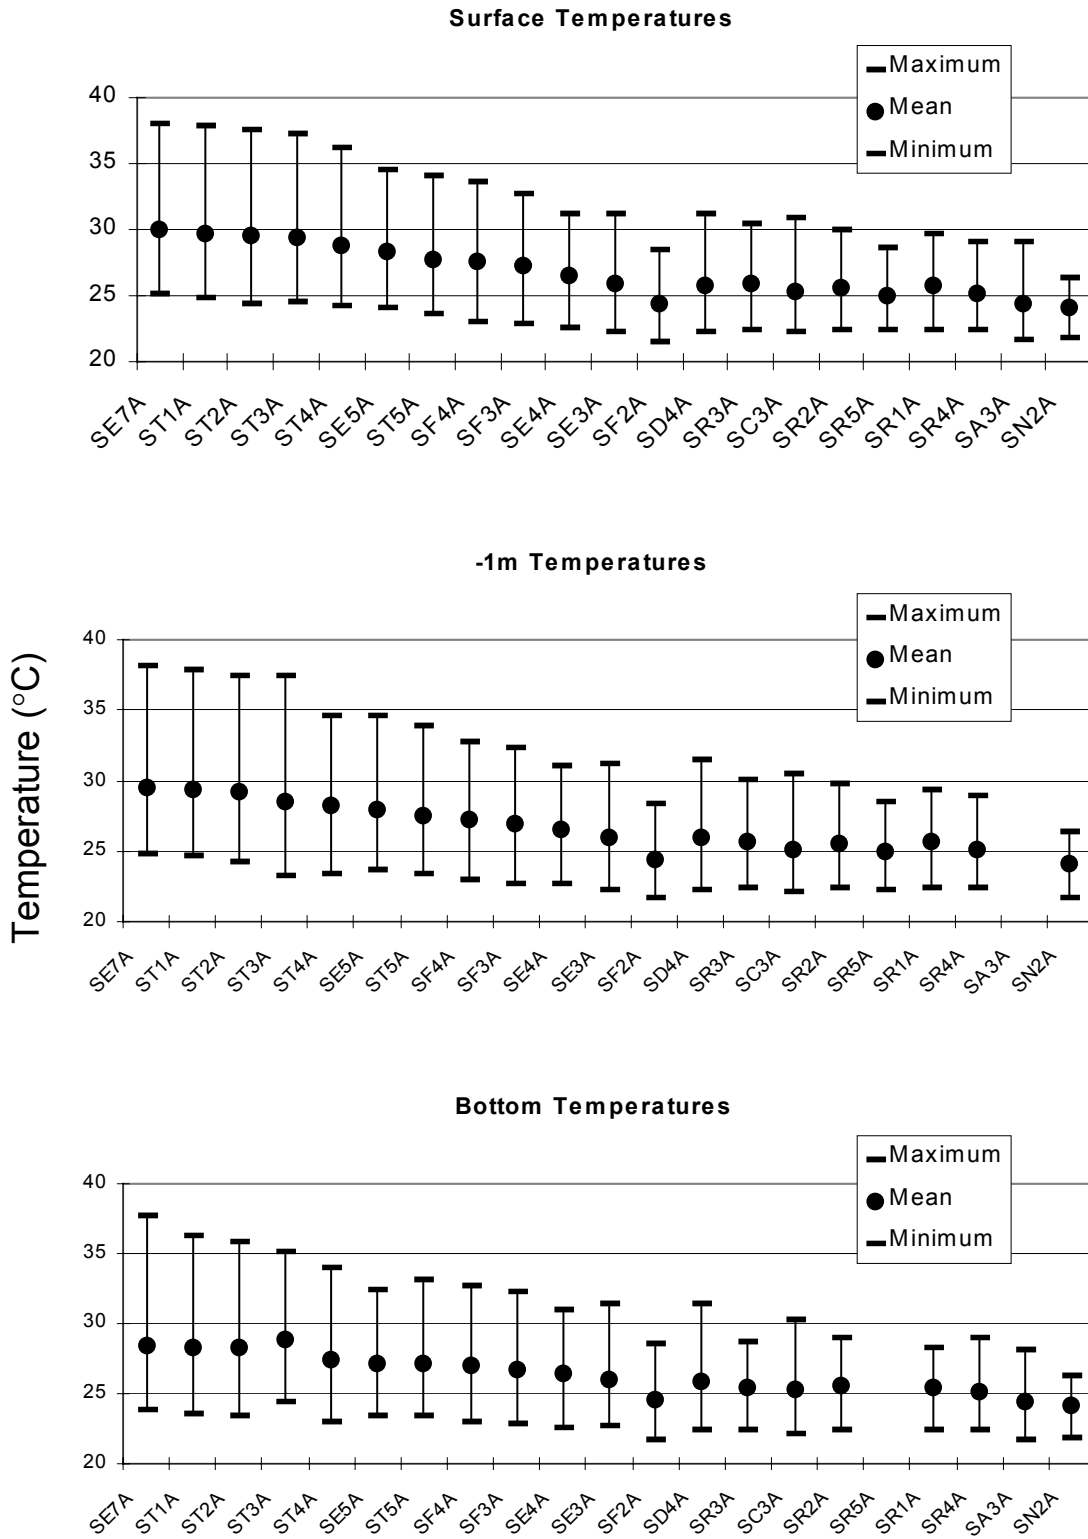 Surface Temperatures
Maximum
Mean
Minimum
40
35
30
25
20
SE7A ST1A ST2A ST3A ST4A SE5A ST5A SF4A SF3A SE4A SE3A SF2A SD4A SR3A SC3A SR2A SR5A SR1A SR4A SA3A SN2A
-1m Temperatures
Maximum
Mean
Minimum
40
35
30
25
20
Temperature (°C)
SE7A ST1A ST2A ST3A ST4A SE5A ST5A SF4A SF3A SE4A SE3A SF2A SD4A SR3A SC3A SR2A SR5A SR1A SR4A SA3A SN2A
Bottom Temperatures
Maximum
Mean
Minimum
40
35
30
25
20
SE7A ST1A ST2A ST3A ST4A SE5A ST5A SF4A SF3A SE4A SE3A SF2A SD4A SR3A SC3A SR2A SR5A SR1A SR4A SA3A SN2A